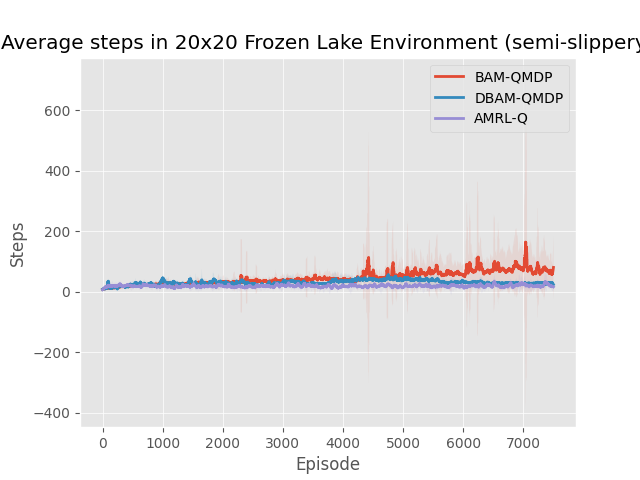 Average steps in 20x20 Frozen Lake Environment (semi-slippery
BAM-QMDP
DBAM-QMDP
AMRL-Q
Steps
600
400
200
0
−200
−400
0 1000 2000 3000 4000 5000 6000 7000
Episode